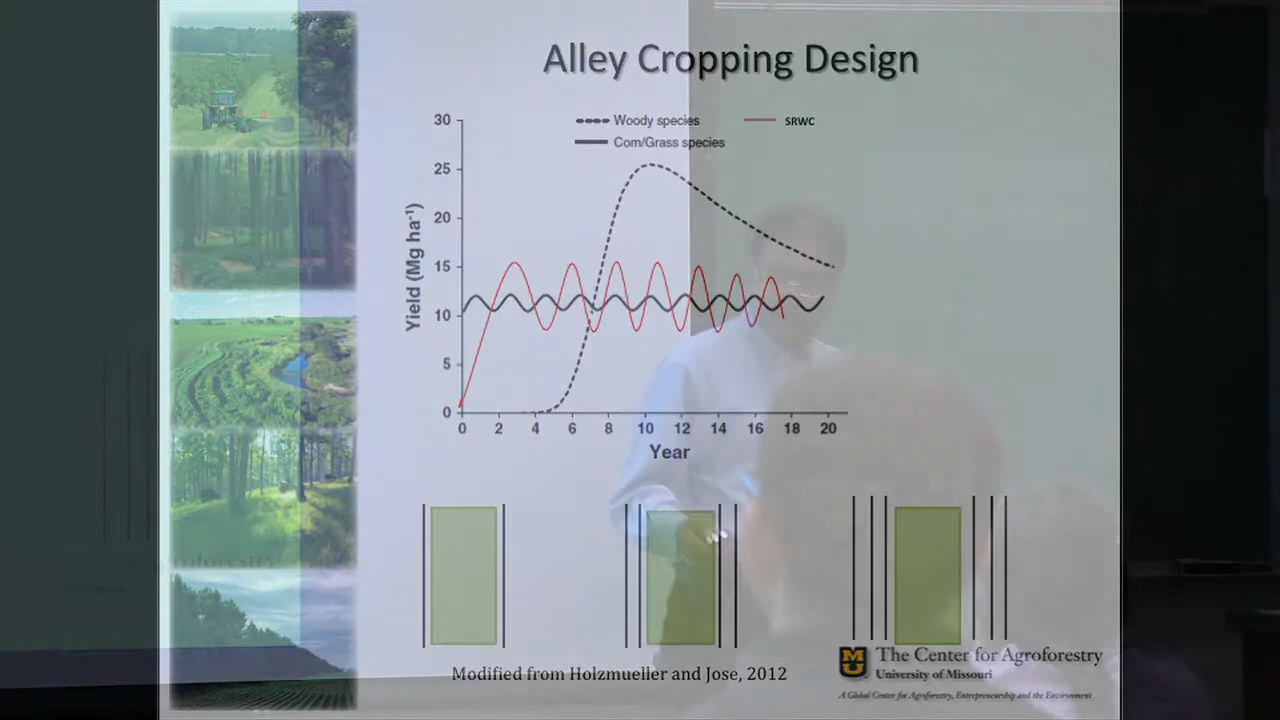 Alley Cropping Design
Woody species
SRWC
Corn/Grass species
30
25
20
15
10
5
0
Yield (Mg ha⁻¹)
0 2 4 6 8 10 12 14 16 18 20
Year
Modified from Holzmueller and Jose, 2012
MU
The Center for Agroforestry
University of Missouri
A Global Center for Agroforestry, Entrepreneurship and the Environment